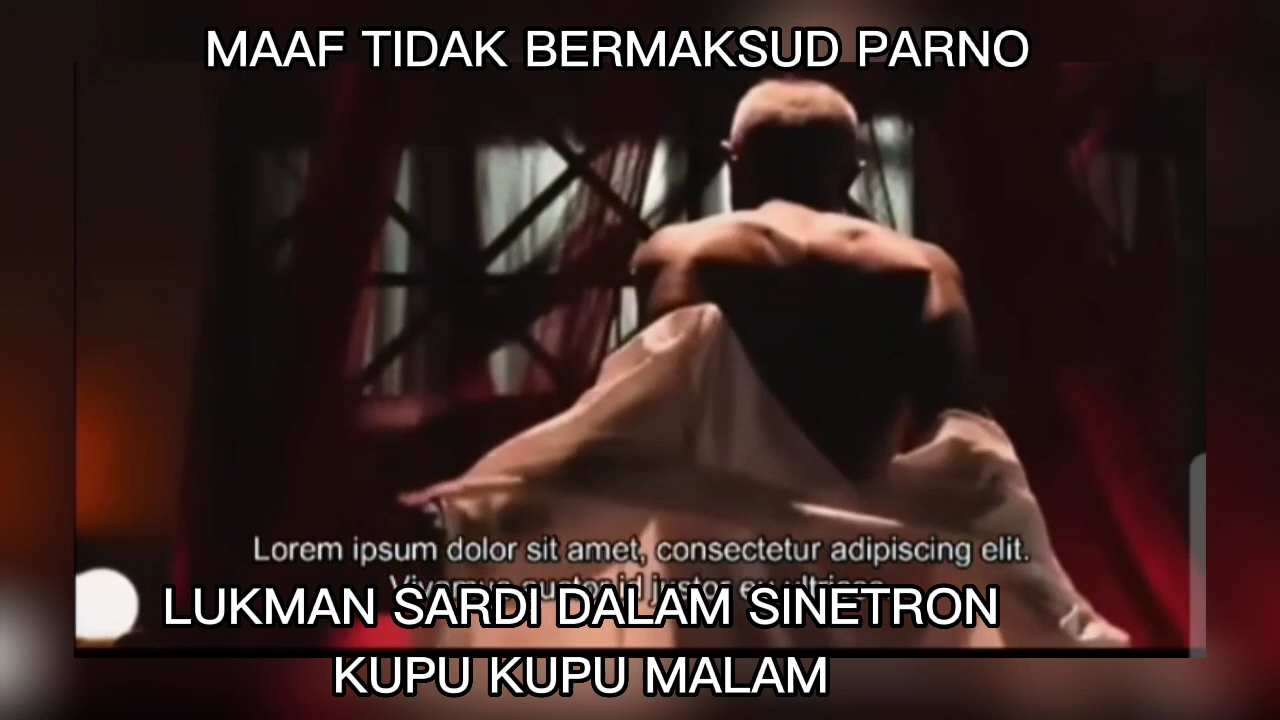 MAAF TIDAK BERMAKSUD PARNO
Lorem ipsum dolor sit amet, consectetur adipiscing elit.
LUKMAN SARDI DALAM SINETRON
KUPU KUPU MALAM